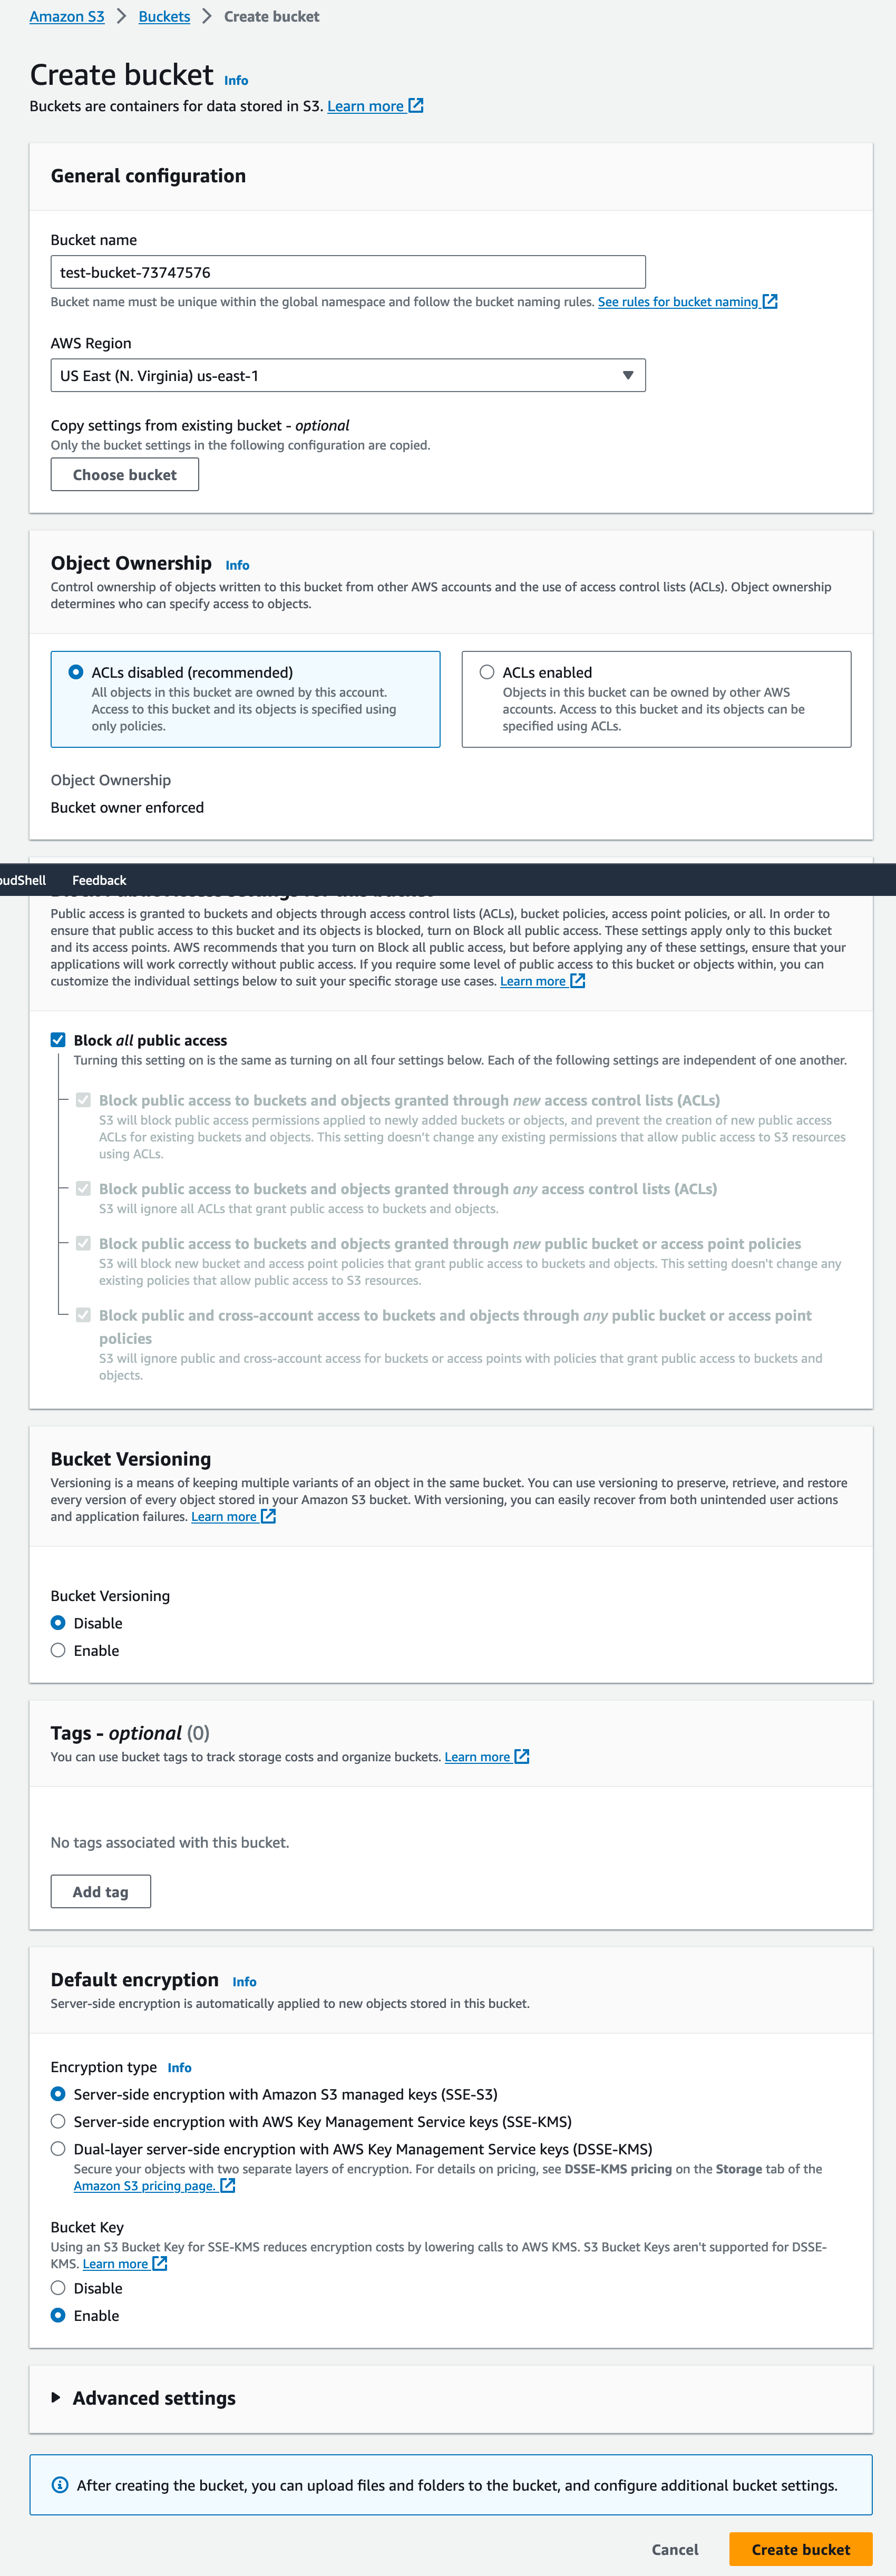 Amazon S3 > Buckets > Create bucket
Create bucket Info
Buckets are containers for data stored in S3. Learn more
General configuration
Bucket name
test-bucket-73747576
Bucket name must be unique within the global namespace and follow the bucket naming rules. See rules for bucket naming
AWS Region
US East (N. Virginia) us-east-1
Copy settings from existing bucket - optional
Only the bucket settings in the following configuration are copied.
Choose bucket
Object Ownership Info
Control ownership of objects written to this bucket from other AWS accounts and the use of access control lists (ACLs). Object ownership
determines who can specify access to objects.
ACLs disabled (recommended)
All objects in this bucket are owned by this account.
Access to this bucket and its objects is specified using
only policies.
ACLs enabled
Objects in this bucket can be owned by other AWS
accounts. Access to this bucket and its objects can be
specified using ACLs.
Object Ownership
Bucket owner enforced
oudShell Feedback
Public access is granted to buckets and objects through access control lists (ACLs), bucket policies, access point policies, or all. In order to
ensure that public access to this bucket and its objects is blocked, turn on Block all public access. These settings apply only to this bucket
and its access points. AWS recommends that you turn on Block all public access, but before applying any of these settings, ensure that your
applications will work correctly without public access. If you require some level of public access to this bucket or objects within, you can
customize the individual settings below to suit your specific storage use cases. Learn more
Block all public access
Turning this setting on is the same as turning on all four settings below. Each of the following settings are independent of one another.
Block public access to buckets and objects granted through new access control lists (ACLs)
S3 will block public access permissions applied to newly added buckets or objects, and prevent the creation of new public access
ACLs for existing buckets and objects. This setting doesn't change any existing permissions that allow public access to S3 resources
using ACLs.
Block public access to buckets and objects granted through any access control lists (ACLs)
S3 will ignore all ACLs that grant public access to buckets and objects.
Block public access to buckets and objects granted through new public bucket or access point policies
S3 will block new bucket and access point policies that grant public access to buckets and objects. This setting doesn't change any
existing policies that allow public access to S3 resources.
Block public and cross-account access to buckets and objects through any public bucket or access point
policies
S3 will ignore public and cross-account access for buckets or access points with policies that grant public access to buckets and
objects.
Bucket Versioning
Versioning is a means of keeping multiple variants of an object in the same bucket. You can use versioning to preserve, retrieve, and restore
every version of every object stored in your Amazon S3 bucket. With versioning, you can easily recover from both unintended user actions
and application failures. Learn more
Bucket Versioning
Disable
Enable
Tags - optional (0)
You can use bucket tags to track storage costs and organize buckets. Learn more
No tags associated with this bucket.
Add tag
Default encryption Info
Server-side encryption is automatically applied to new objects stored in this bucket.
Encryption type Info
Server-side encryption with Amazon S3 managed keys (SSE-S3)
Server-side encryption with AWS Key Management Service keys (SSE-KMS)
Dual-layer server-side encryption with AWS Key Management Service keys (DSSE-KMS)
Secure your objects with two separate layers of encryption. For details on pricing, see DSSE-KMS pricing on the Storage tab of the
Amazon S3 pricing page.
Bucket Key
Using an S3 Bucket Key for SSE-KMS reduces encryption costs by lowering calls to AWS KMS. S3 Bucket Keys aren't supported for DSSE-
KMS. Learn more
Disable
Enable
Advanced settings
After creating the bucket, you can upload files and folders to the bucket, and configure additional bucket settings.
Cancel Create bucket